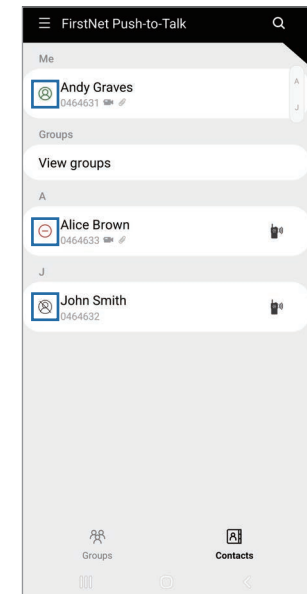 FirstNet Push-to-Talk
Me
Andy Graves
0464631
A
J
Groups
View groups
A
Alice Brown
0464633
J
John Smith
0464632
Groups
Contacts